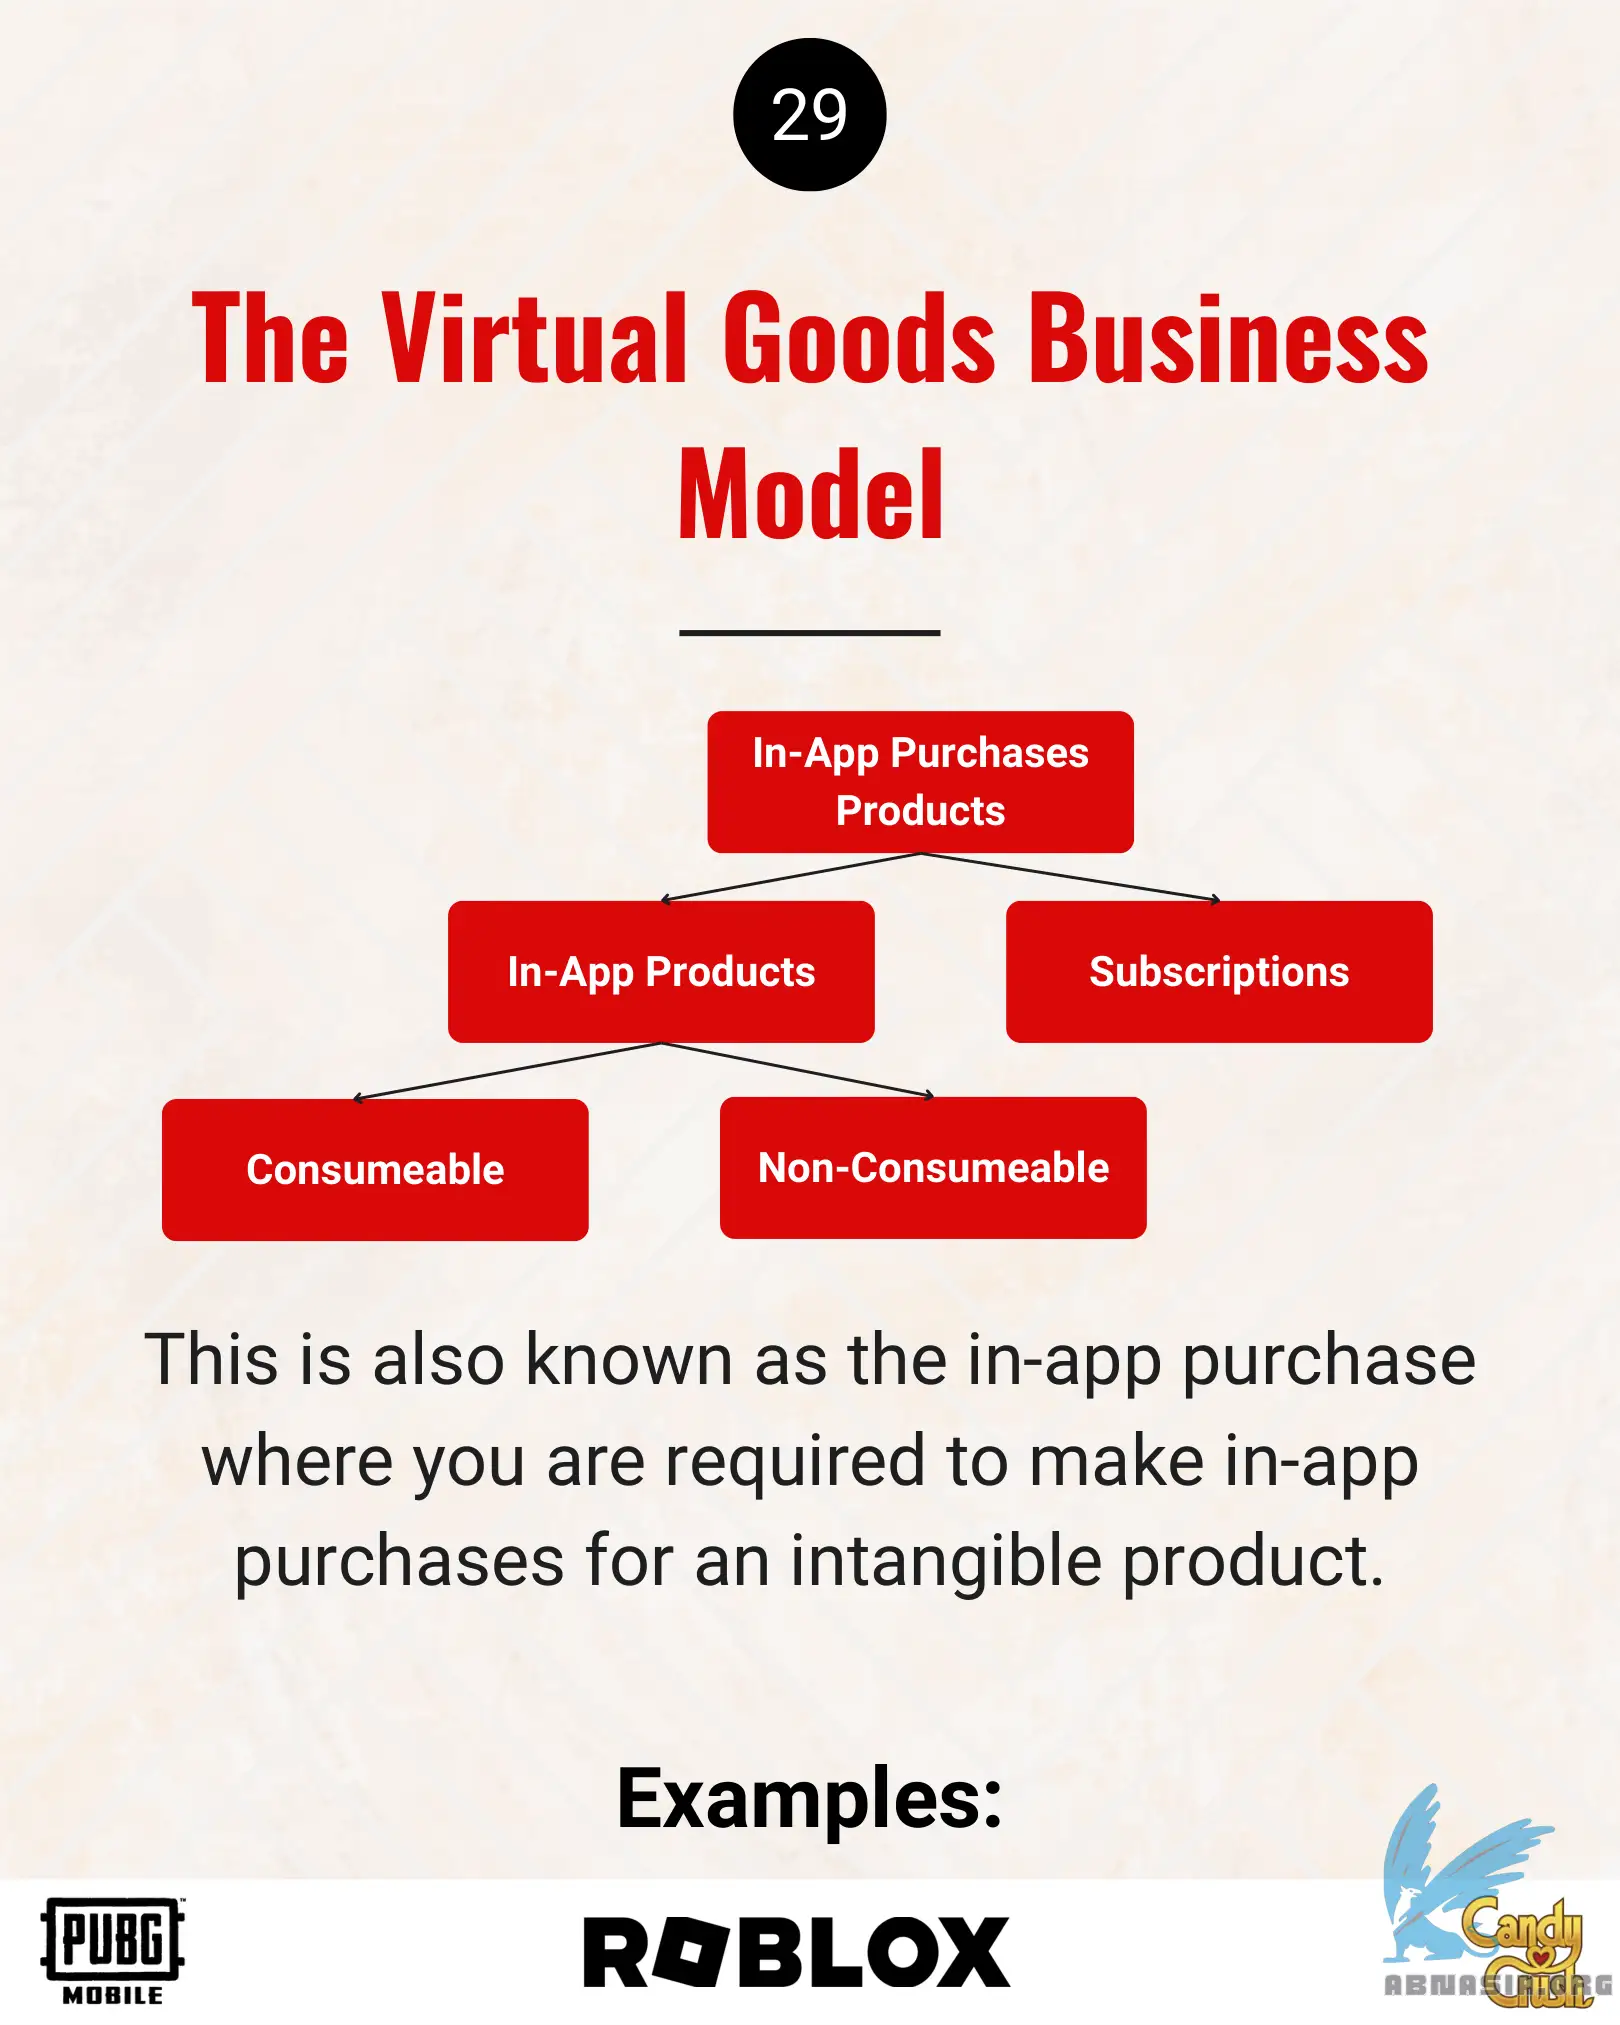 29
The Virtual Goods Business
Model
In-App Purchases
Products
In-App Products
Subscriptions
Consumeable
Non-Consumeable
This is also known as the in-app purchase
where you are required to make in-app
purchases for an intangible product.
Examples:
PUBG
™
MOBILE
ROBLOX
Candy
Crush
ABNASIA.ORG